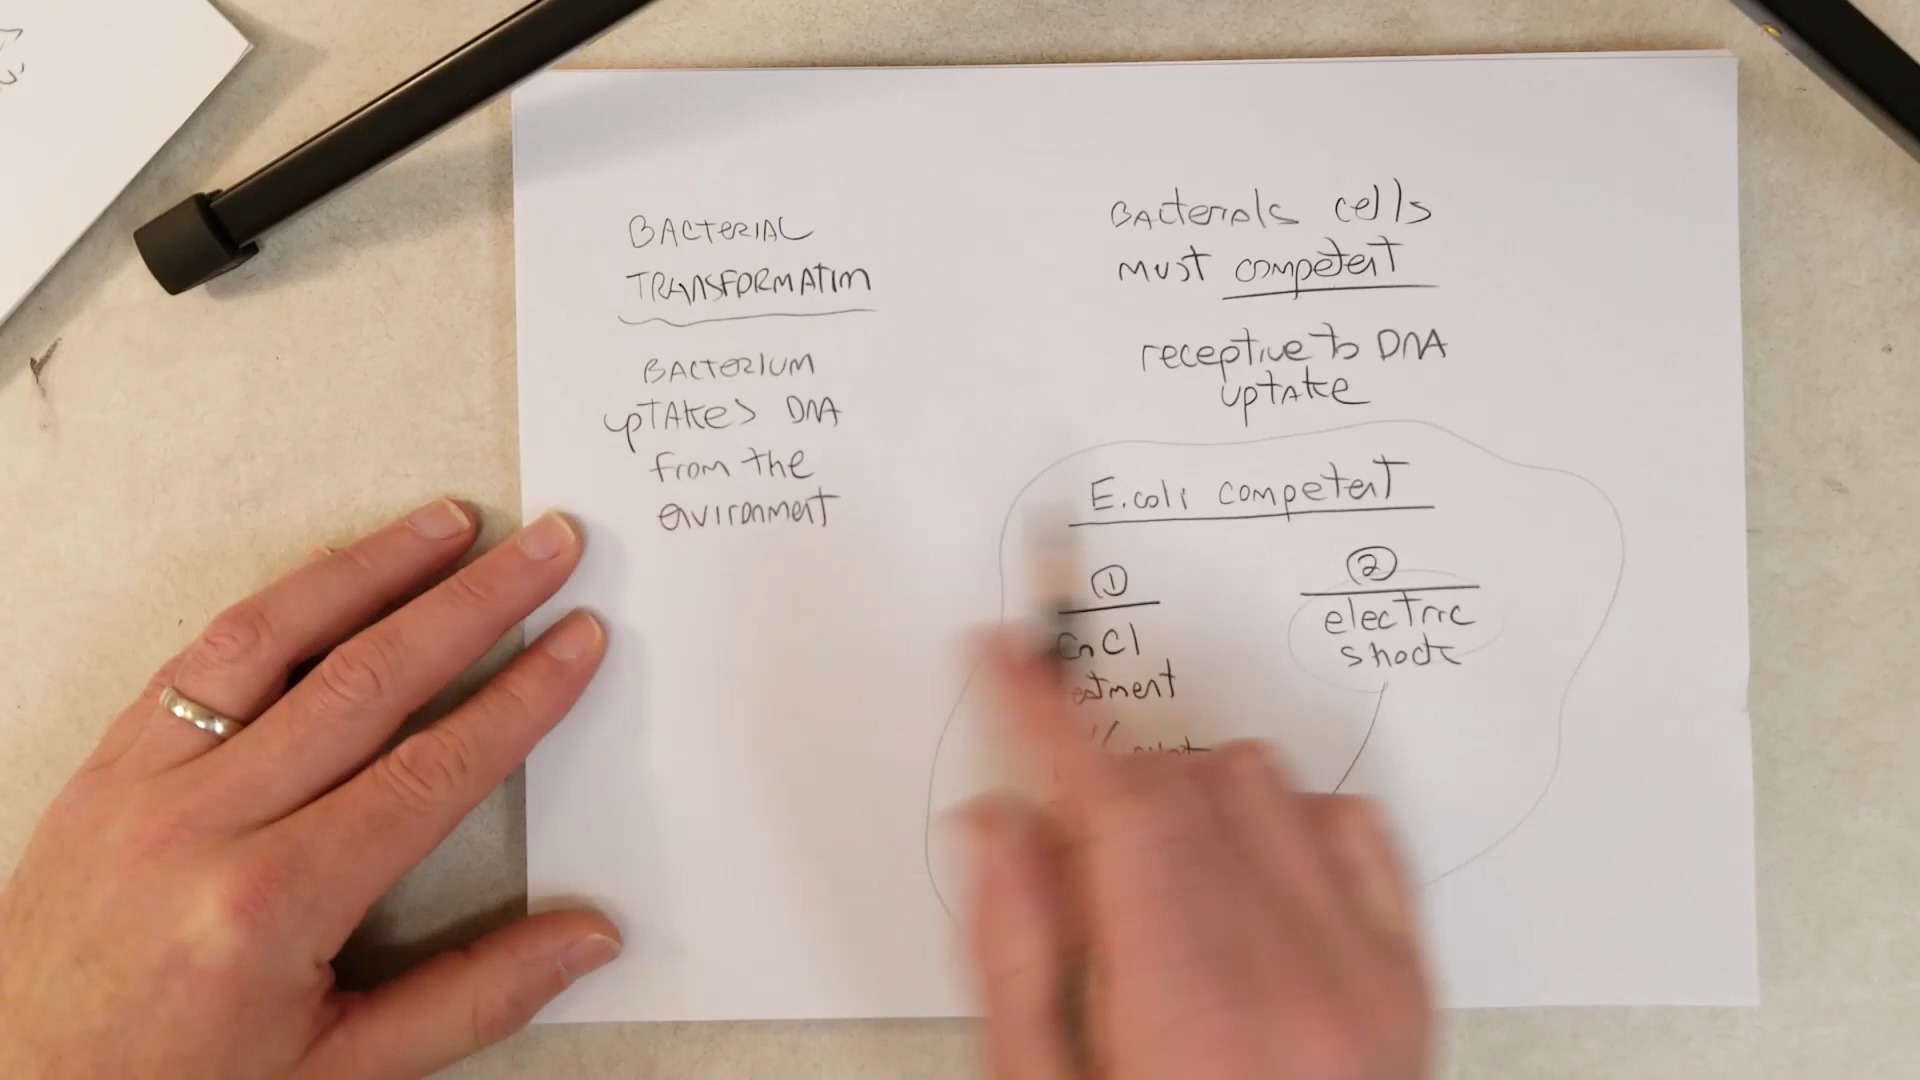 BACTERIAL
TRANSFORMATION
BACTERIUM
UPTAKES DNA
from the
environment
BActerials cells
must competent
receptive to DNA
uptake
E.coli competent
①
②
electric
shock